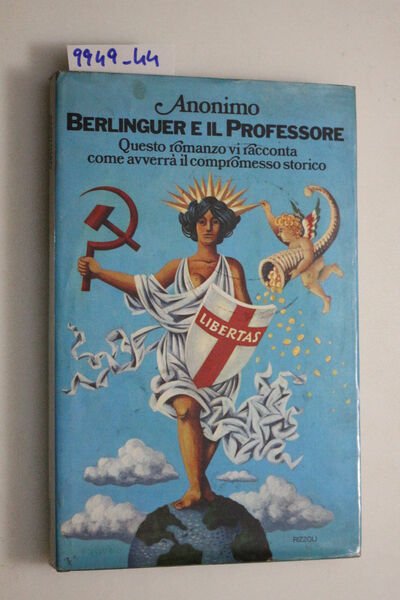 9949_44
Anonimo
BERLINGUER E IL PROFESSORE
Questo romanzo vi racconta
come avverrà il compromesso storico
LIBERTAS
RIZZOLI